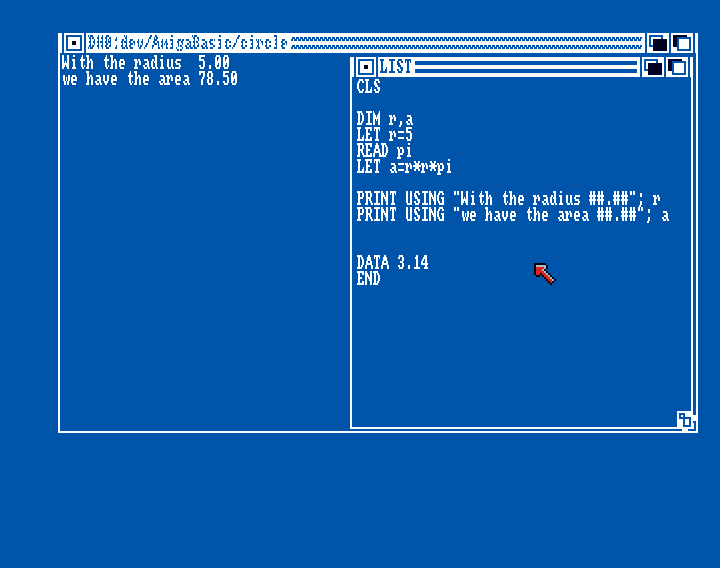 DH0:dev/AmigaBasic/circle
With the radius  5.00
we have the area 78.50
LIST
CLS
DIM r,a
LET r=5
READ pi
LET a=r*r*pi
PRINT USING "With the radius ##.##"; r
PRINT USING "we have the area ##.##"; a
DATA 3.14
END